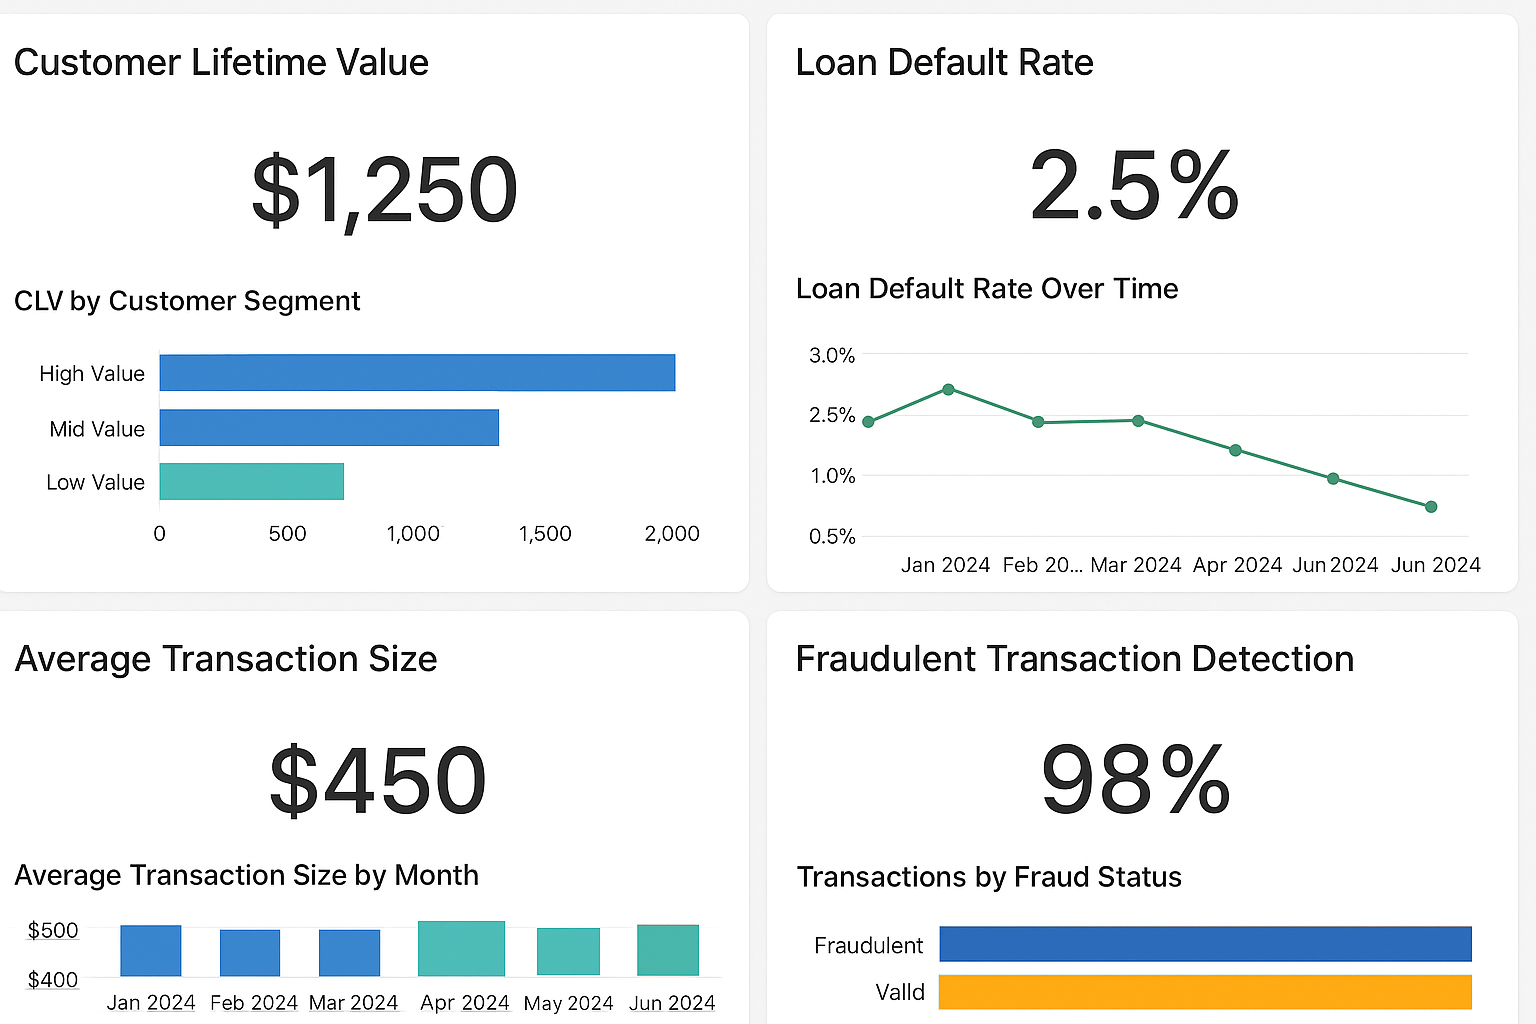 Customer Lifetime Value
$1,250
CLV by Customer Segment
High Value
Mid Value
Low Value
0 500 1,000 1,500 2,000
Loan Default Rate
2.5%
Loan Default Rate Over Time
3.0%
2.5%
1.0%
0.5%
Jan 2024 Feb 20... Mar 2024 Apr 2024 Jun 2024 Jun 2024
Average Transaction Size
$450
Average Transaction Size by Month
$500
$400
Jan 2024 Feb 2024 Mar 2024 Apr 2024 May 2024 Jun 2024
Fraudulent Transaction Detection
98%
Transactions by Fraud Status
Fraudulent
Valld